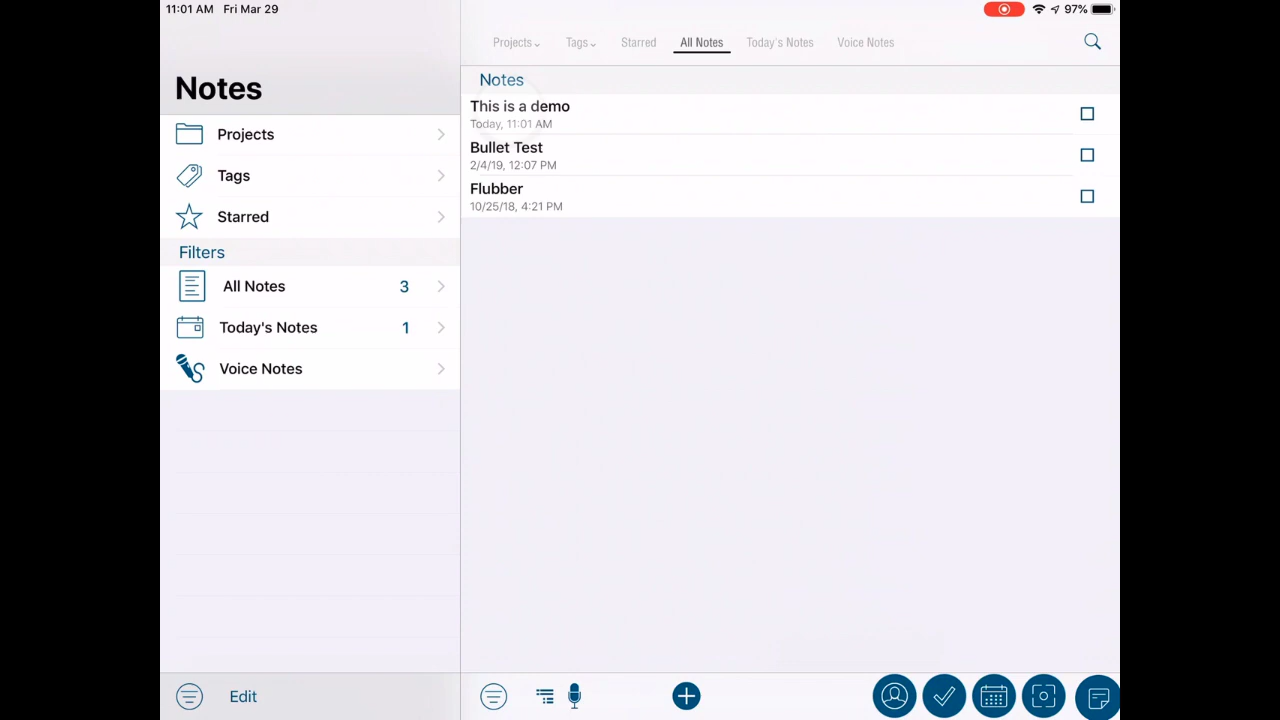 11:01 AM Fri Mar 29
97%
Notes
Projects
Tags
Starred
Filters
All Notes 3
Today's Notes 1
Voice Notes
Edit
Projects Tags Starred All Notes Today's Notes Voice Notes
Notes
This is a demo
Today, 11:01 AM
Bullet Test
2/4/19, 12:07 PM
Flubber
10/25/18, 4:21 PM